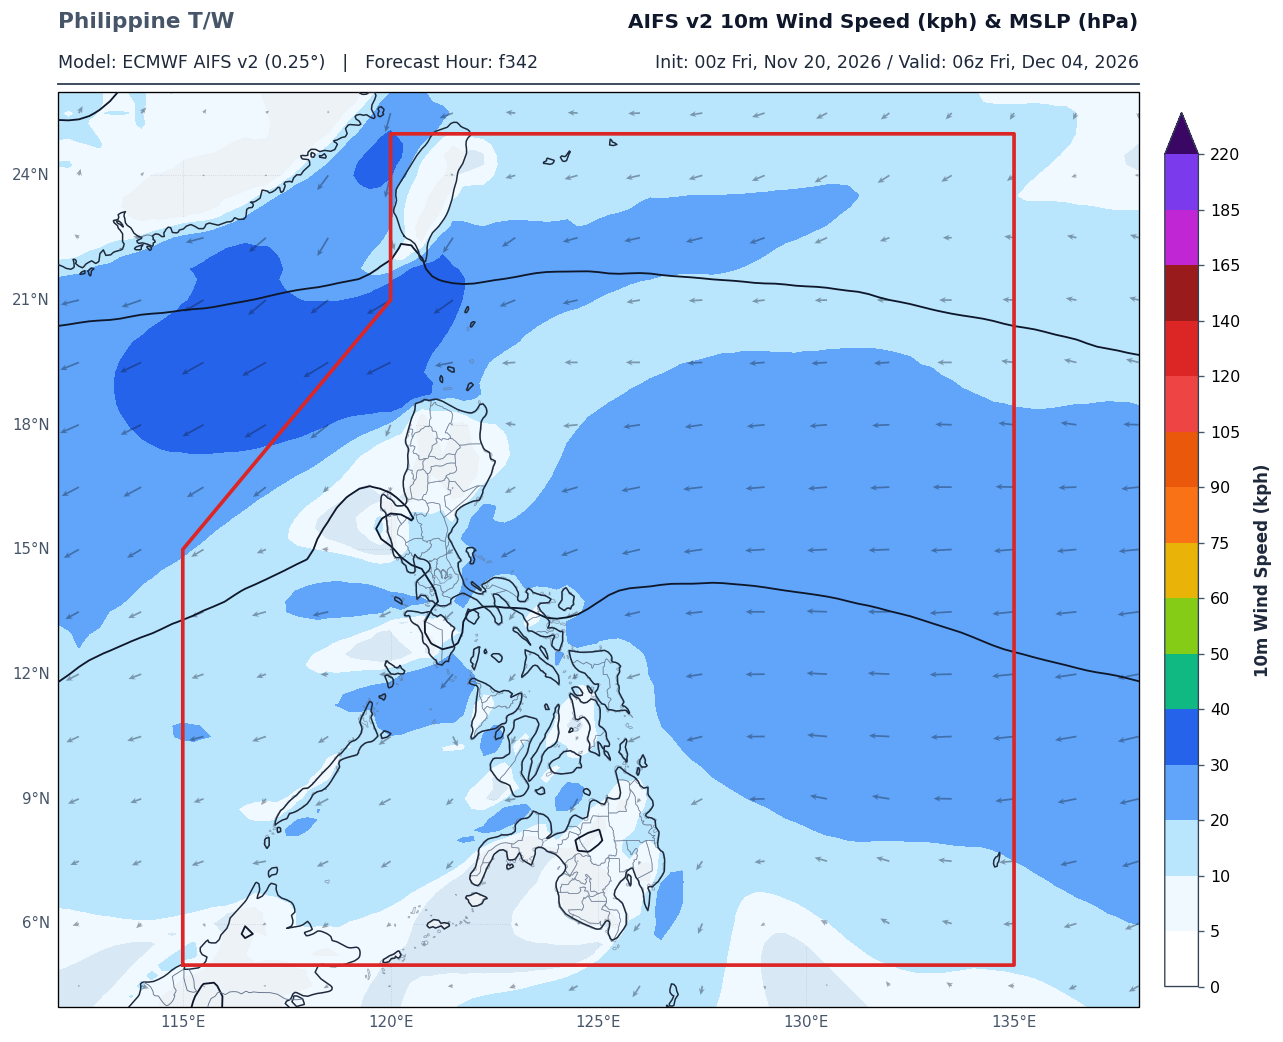 Philippine T/W
AIFS v2 10m Wind Speed (kph) & MSLP (hPa)
Model: ECMWF AIFS v2 (0.25°) | Forecast Hour: f342
Init: 00z Fri, Nov 20, 2026 / Valid: 06z Fri, Dec 04, 2026
24°N
21°N
18°N
15°N
12°N
9°N
6°N
115°E
120°E
125°E
130°E
135°E
220
185
165
140
120
105
90
75
60
50
40
30
20
10
5
0
10m Wind Speed (kph)